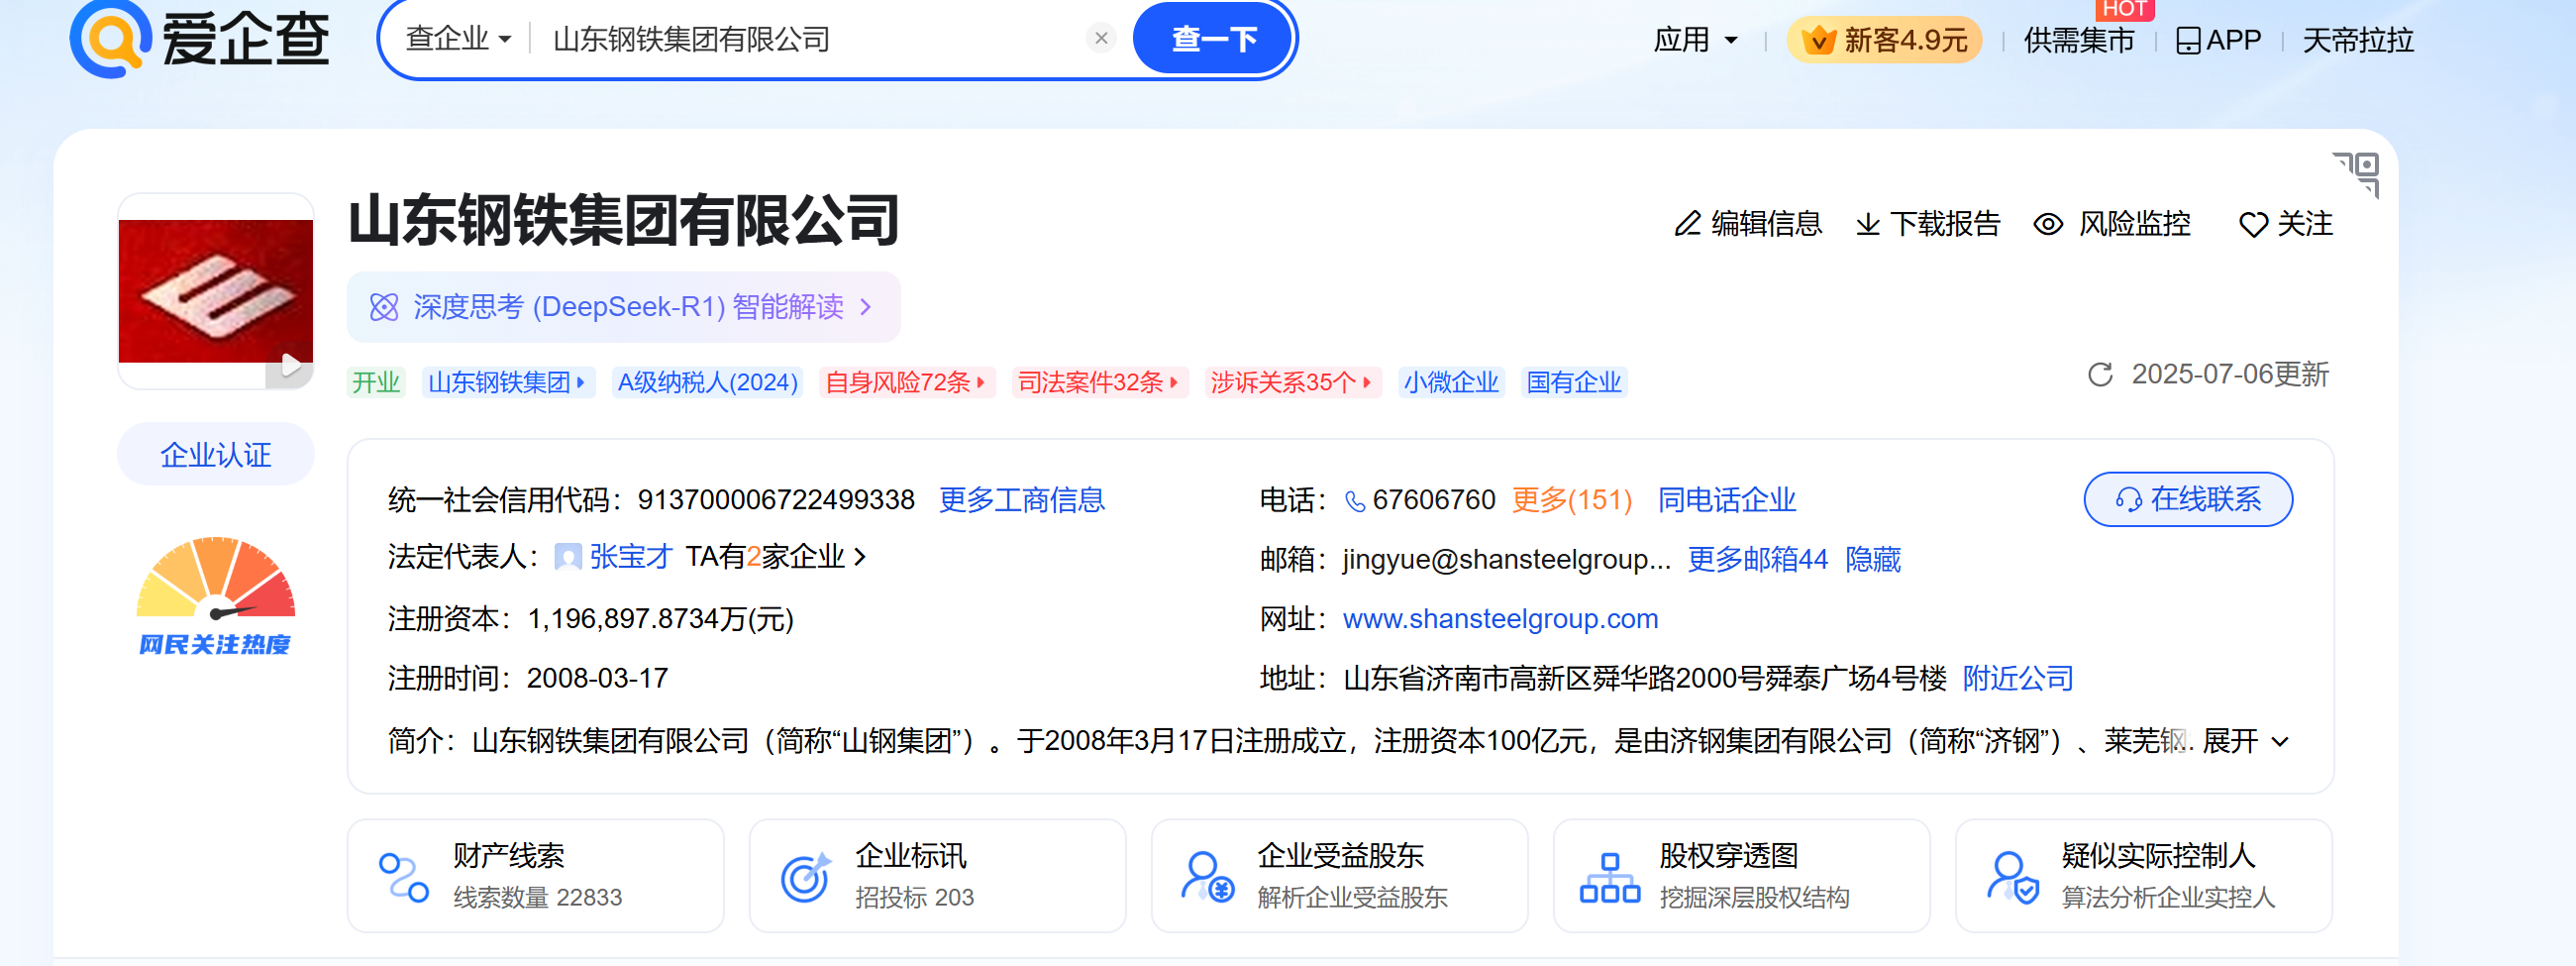 爱企查 查企业 山东钢铁集团有限公司 查一下 应用 新客4.9元 供需集市 HOT APP 天帝拉拉
山东钢铁集团有限公司
编辑信息 下载报告 风险监控 关注
深度思考 (DeepSeek-R1) 智能解读
开业 山东钢铁集团 A级纳税人(2024) 自身风险72条 司法案件32条 涉诉关系35个 小微企业 国有企业 2025-07-06更新
企业认证
统一社会信用代码：913700006722499338 更多工商信息 电话：67606760 更多(151) 同电话企业 在线联系
法定代表人：张宝才 TA有2家企业 邮箱：jingyue@shansteelgroup... 更多邮箱44 隐藏
注册资本：1,196,897.8734万(元) 网址：www.shansteelgroup.com
网民关注热度
注册时间：2008-03-17 地址：山东省济南市高新区舜华路2000号舜泰广场4号楼 附近公司
简介：山东钢铁集团有限公司（简称“山钢集团”）。于2008年3月17日注册成立，注册资本100亿元，是由济钢集团有限公司（简称“济钢”）、莱芜钢... 展开
财产线索 企业标讯 企业受益股东 股权穿透图 疑似实际控制人
线索数量 22833 招投标 203 解析企业受益股东 挖掘深层股权结构 算法分析企业实控人